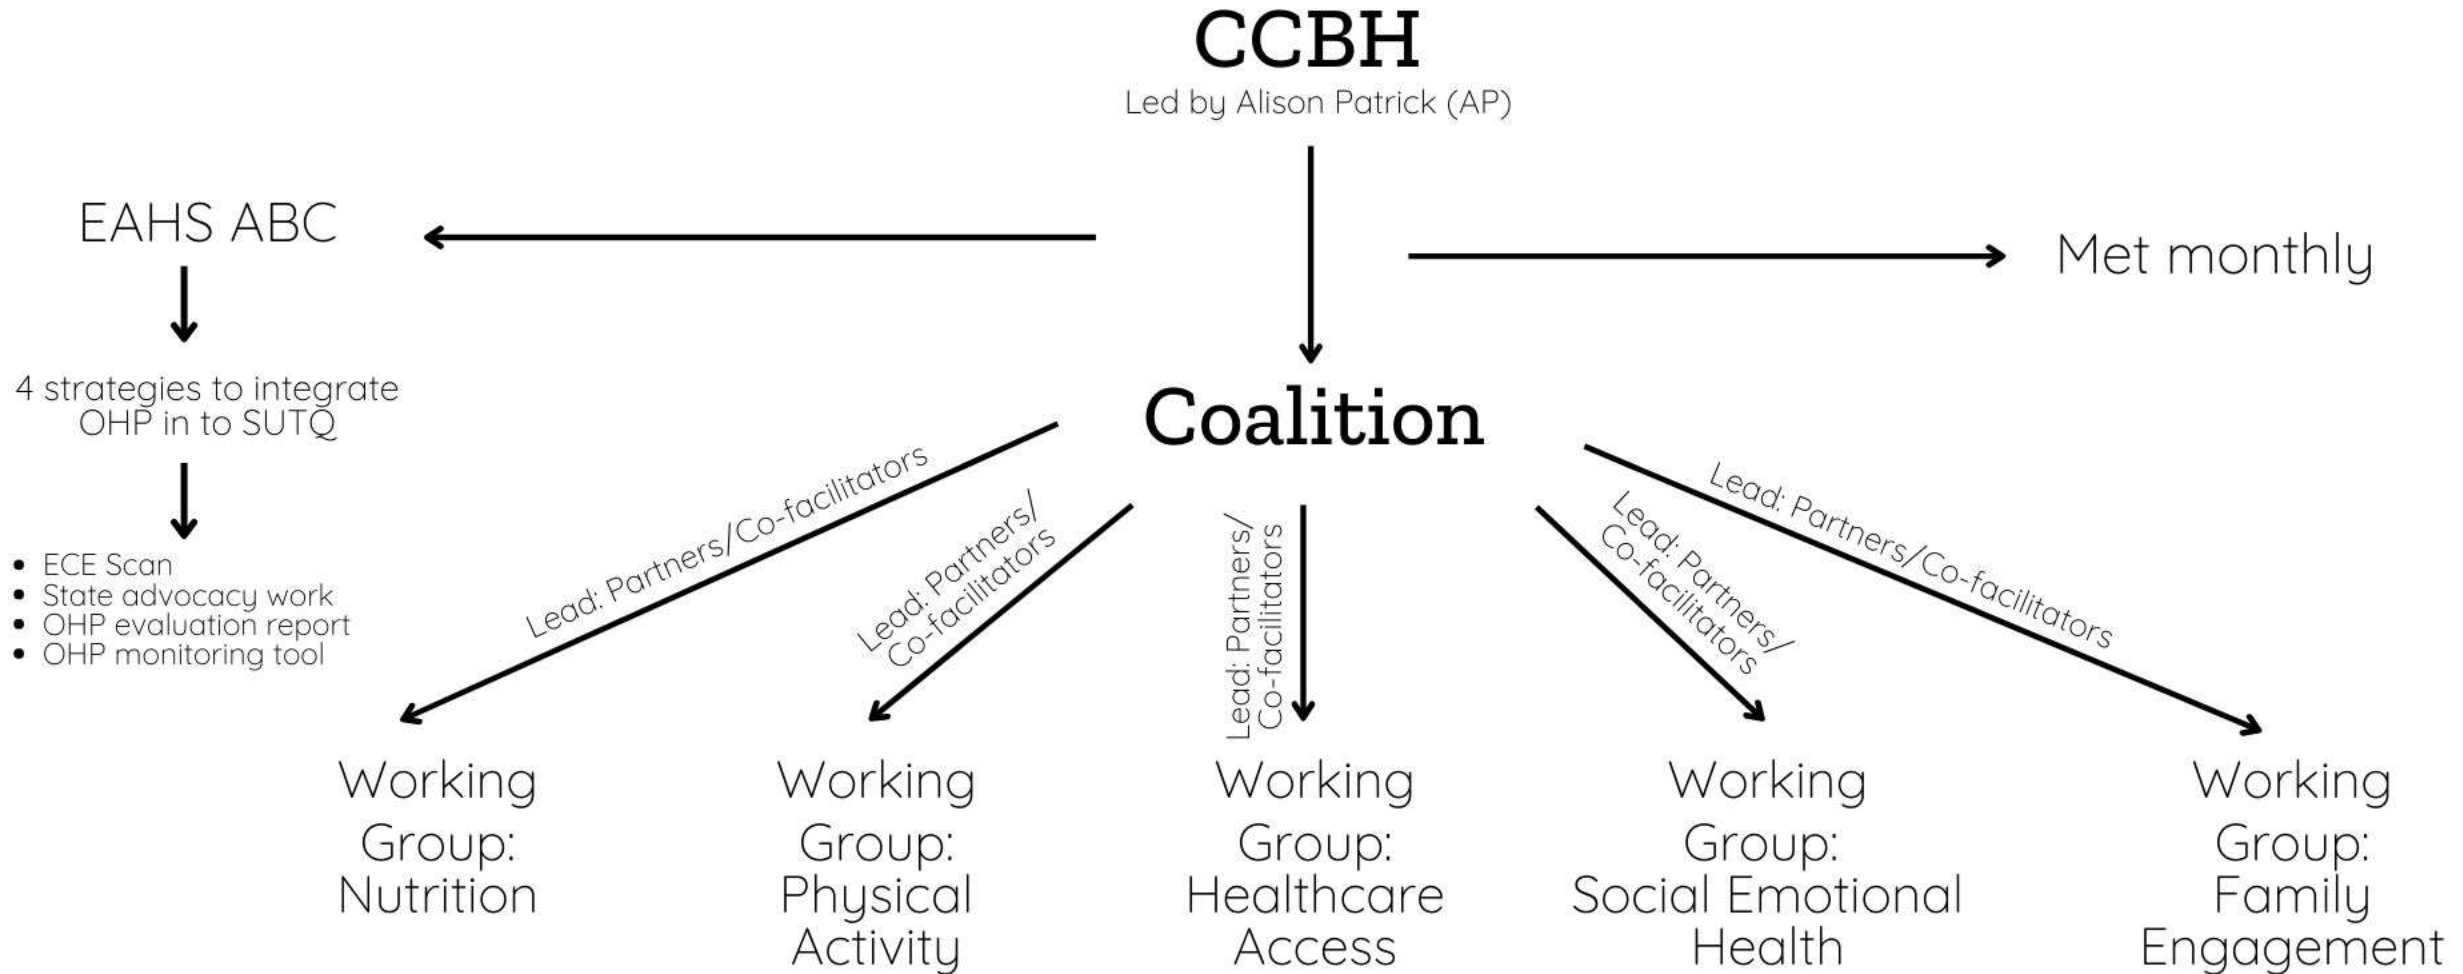 CCBH
Led by Alison Patrick (AP)
EAHS ABC
Met monthly
4 strategies to integrate
OHP in to SUTQ
• ECE Scan
• State advocacy work
• OHP evaluation report
• OHP monitoring tool
Coalition
Lead: Partners/Co-facilitators
Lead: Partners/
Co-facilitators
Lead: Partners/
Co-facilitators
Lead: Partners/
Co-facilitators
Lead: Partners/Co-facilitators
Working
Group:
Nutrition
Working
Group:
Physical
Activity
Working
Group:
Healthcare
Access
Working
Group:
Social Emotional
Health
Working
Group:
Family
Engagement